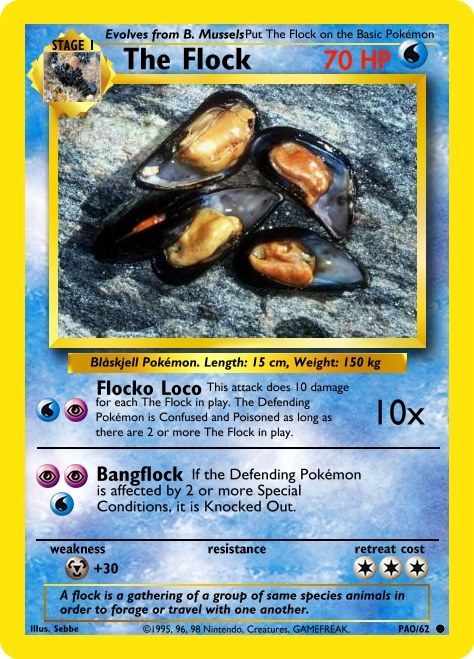 Evolves from B. Mussels Put The Flock on the Basic Pokémon
STAGE 1
The Flock 70 HP
Blåskjell Pokémon. Length: 15 cm, Weight: 150 kg
Flocko Loco This attack does 10 damage
for each The Flock in play. The Defending
Pokémon is Confused and Poisoned as long as
there are 2 or more The Flock in play.
10x
Bangflock If the Defending Pokémon
is affected by 2 or more Special
Conditions, it is Knocked Out.
weakness resistance retreat cost
+30
A flock is a gathering of a group of same species animals in
order to forage or travel with one another.
Illus. Sebbe ©1995, 96, 98 Nintendo, Creatures, GAMEFREAK. PAO/62